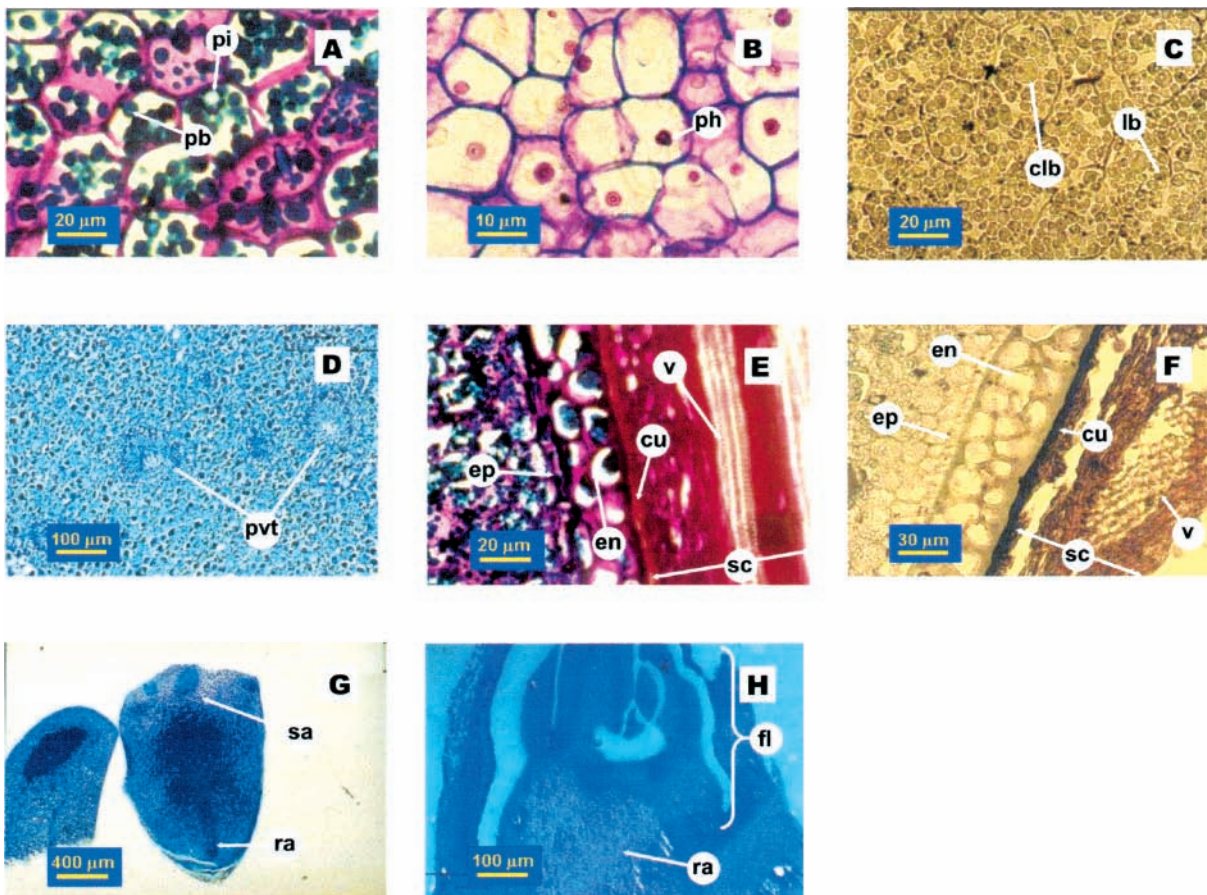 A
pi
pb
20 µm
B
ph
10 µm
C
clb
lb
20 µm
D
pvt
100 µm
E
v
cu
ep
en
sc
20 µm
F
en
ep
cu
sc
v
30 µm
G
sa
ra
400 µm
H
fl
ra
100 µm